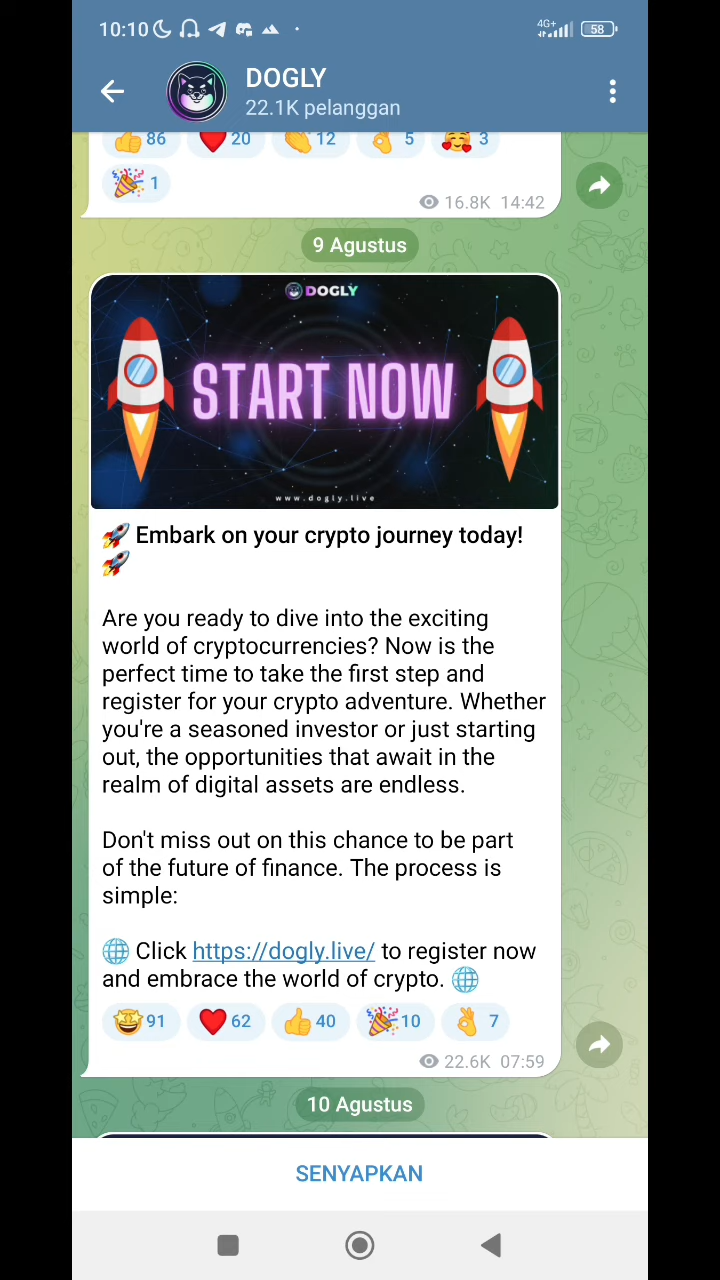 10:10
4G+
58
DOGLY
22.1K pelanggan
86 20 12 5 3
1
16.8K 14:42
9 Agustus
DOGLY
START NOW
www.dogly.live
🚀 Embark on your crypto journey today!
🚀
Are you ready to dive into the exciting
world of cryptocurrencies? Now is the
perfect time to take the first step and
register for your crypto adventure. Whether
you're a seasoned investor or just starting
out, the opportunities that await in the
realm of digital assets are endless.
Don't miss out on this chance to be part
of the future of finance. The process is
simple:
🌐 Click https://dogly.live/ to register now
and embrace the world of crypto. 🌐
91 62 40 10 7
22.6K 07:59
10 Agustus
SENYAPKAN